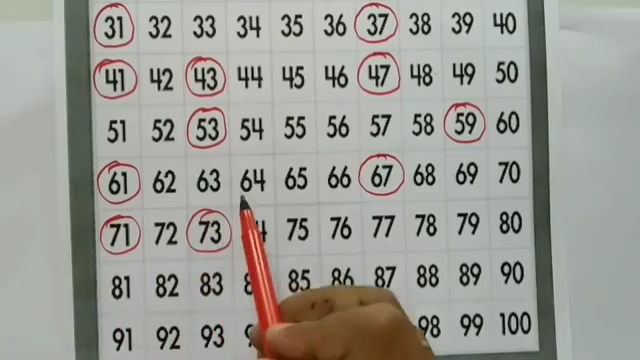 31 32 33 34 35 36 37 38 39 40
41 42 43 44 45 46 47 48 49 50
51 52 53 54 55 56 57 58 59 60
61 62 63 64 65 66 67 68 69 70
71 72 73 75 76 77 78 79 80
81 82 83 85 86 87 88 89 90
91 92 93 98 99 100